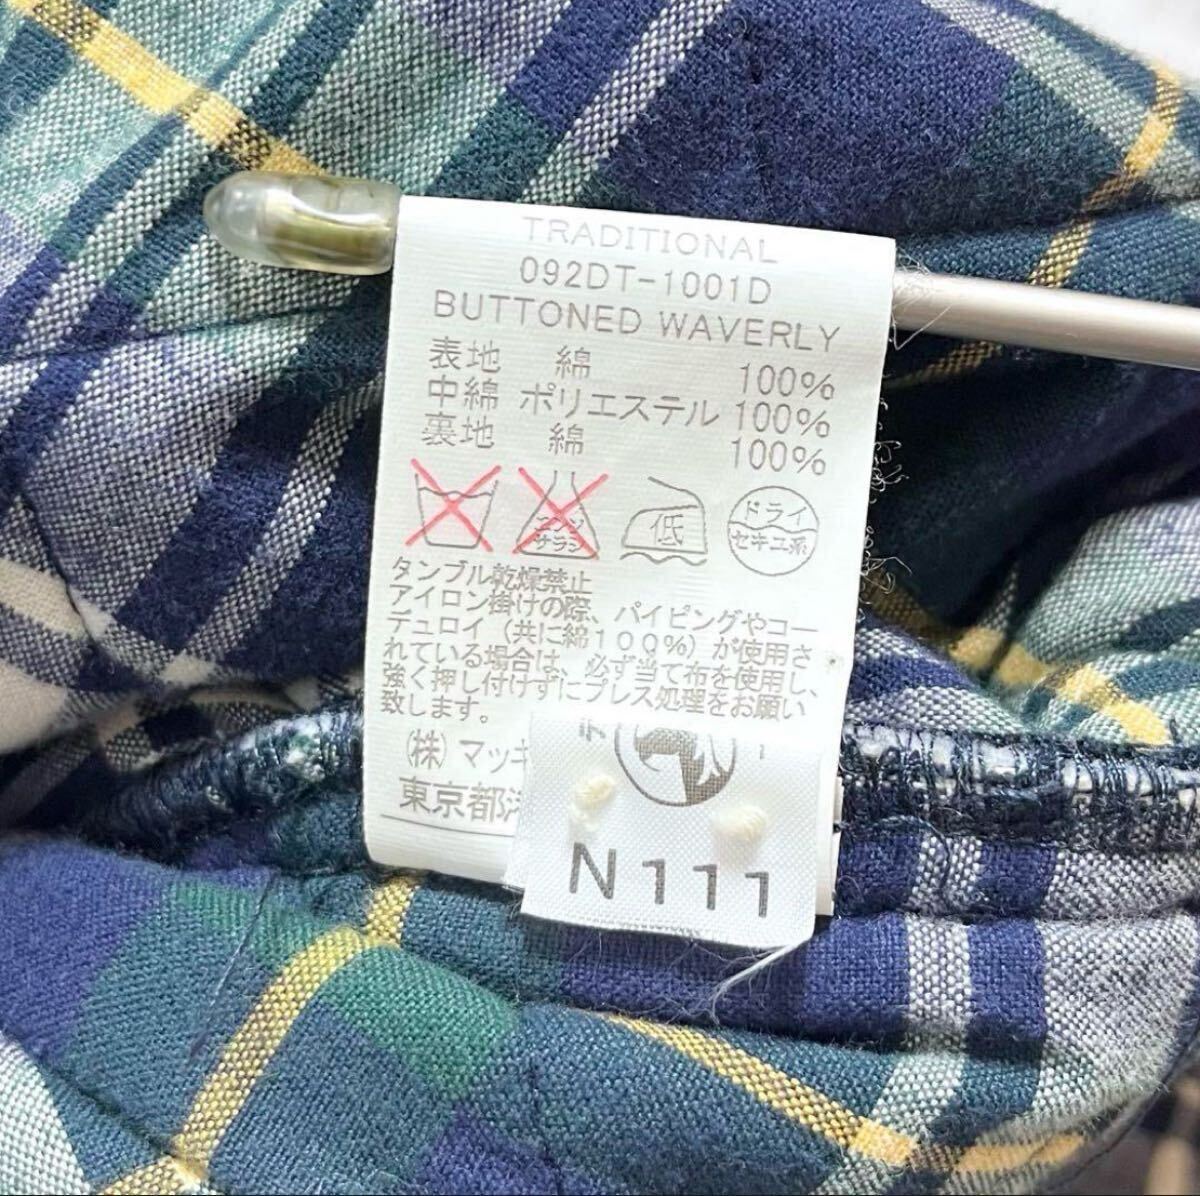 TRADITIONAL
092DT-1001D
BUTTONED WAVERLY
表地 綿 100%
中綿 ポリエステル 100%
裏地 綿 100%
エンソ
サラシ
低
ドライ
セキユ系
タンブル乾燥禁止
アイロン掛けの際、パイピングやコー
デュロイ(共に綿100%)が使用さ
れている場合は、必ず当て布を使用し、
強く押し付けずにプレス処理をお願い
致します。
(株)マッキ
東京都
N111